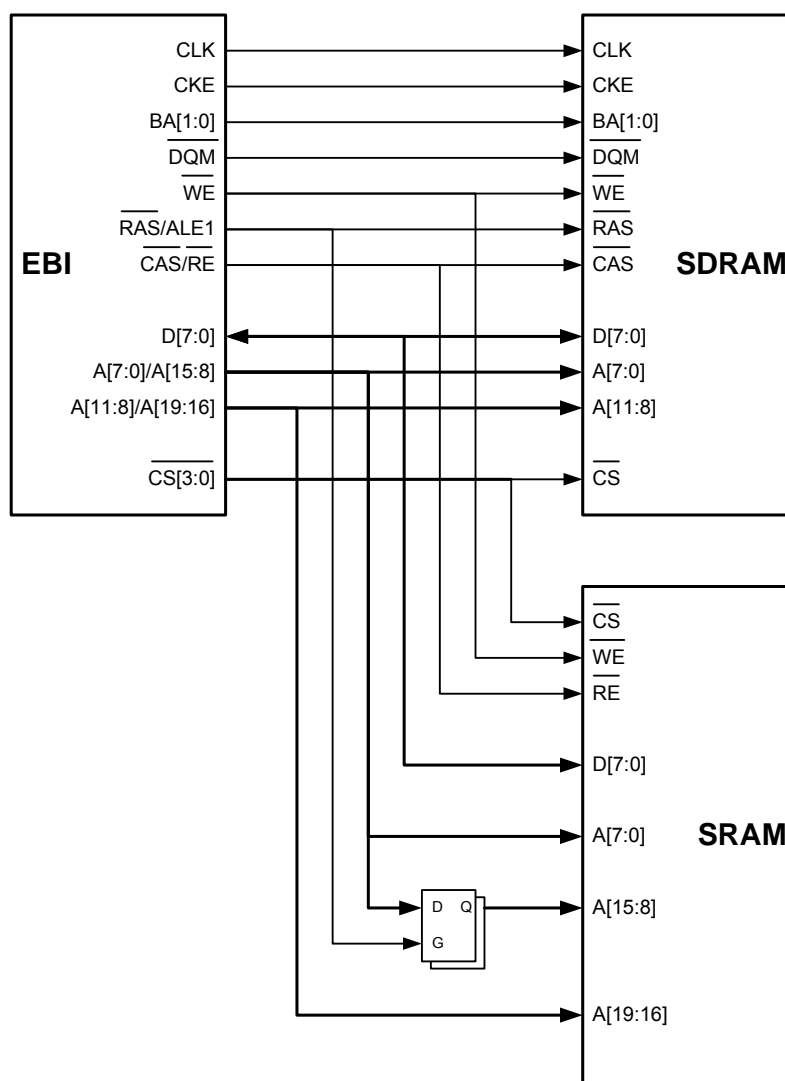 CLK
CKE
BA[1:0]
DQM
WE
RAS/ALE1
CAS/RE
EBI
D[7:0]
A[7:0]/A[15:8]
A[11:8]/A[19:16]
CS[3:0]
CLK
CKE
BA[1:0]
DQM
WE
RAS
CAS
SDRAM
D[7:0]
A[7:0]
A[11:8]
CS
CS
WE
RE
D[7:0]
A[7:0]
SRAM
D Q
G
A[15:8]
A[19:16]